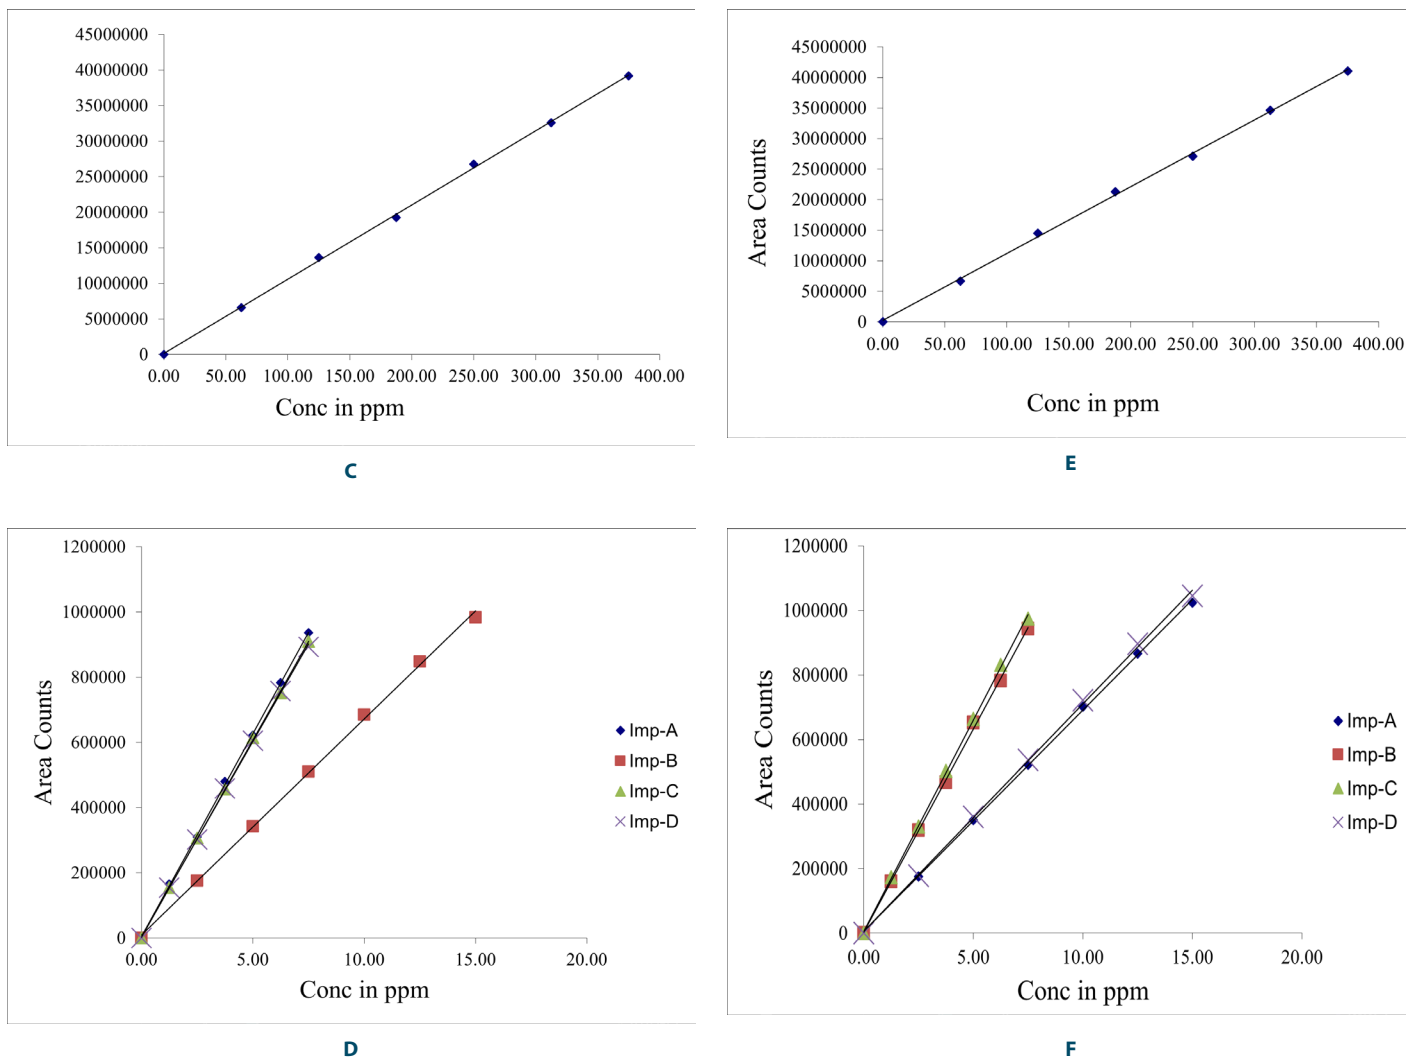 45000000
40000000
35000000
30000000
25000000
20000000
15000000
10000000
5000000
0
0.00 50.00 100.00 150.00 200.00 250.00 300.00 350.00 400.00
Conc in ppm
C
Area Counts
45000000
40000000
35000000
30000000
25000000
20000000
15000000
10000000
5000000
0
0.00 50.00 100.00 150.00 200.00 250.00 300.00 350.00 400.00
Conc in ppm
E
Area Counts
1200000
1000000
800000
600000
400000
200000
0
0.00 5.00 10.00 15.00 20.00
Conc in ppm
Imp-A
Imp-B
Imp-C
Imp-D
D
Area Counts
1200000
1000000
800000
600000
400000
200000
0
0.00 5.00 10.00 15.00 20.00
Conc in ppm
Imp-A
Imp-B
Imp-C
Imp-D
F